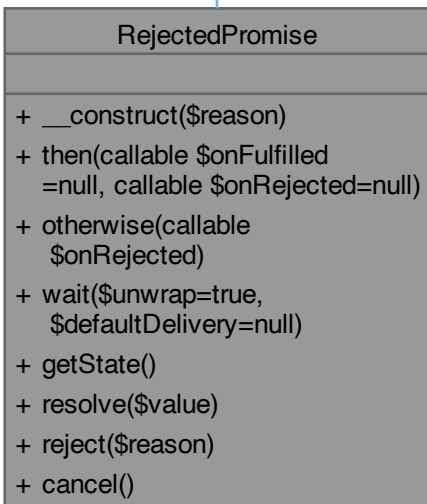 RejectedPromise
+ __construct($reason)
+ then(callable $onFulfilled
=null, callable $onRejected=null)
+ otherwise(callable
$onRejected)
+ wait($unwrap=true,
$defaultDelivery=null)
+ getState()
+ resolve($value)
+ reject($reason)
+ cancel()